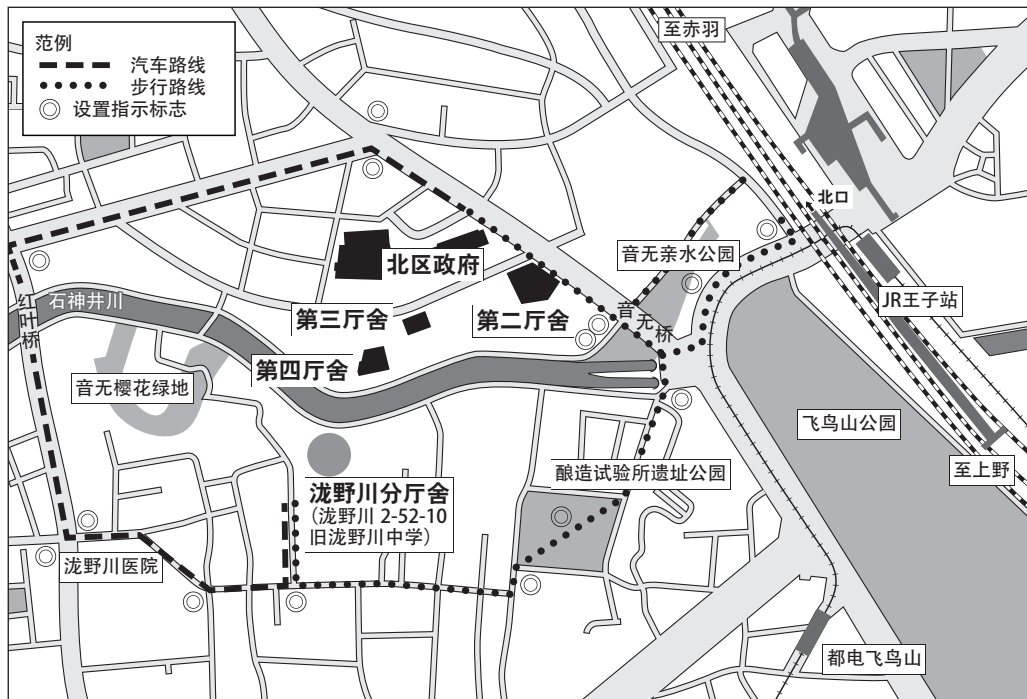 范例
汽车路线
步行路线
设置指示标志
至赤羽
北口
音无亲水公园
JR王子站
北区政府
红叶桥
石神井川
第三厅舍
第二厅舍
音无桥
第四厅舍
音无樱花绿地
飞鸟山公园
至上野
酿造试验所遗址公园
泷野川分厅舍
（泷野川 2-52-10
旧泷野川中学）
泷野川医院
都电飞鸟山